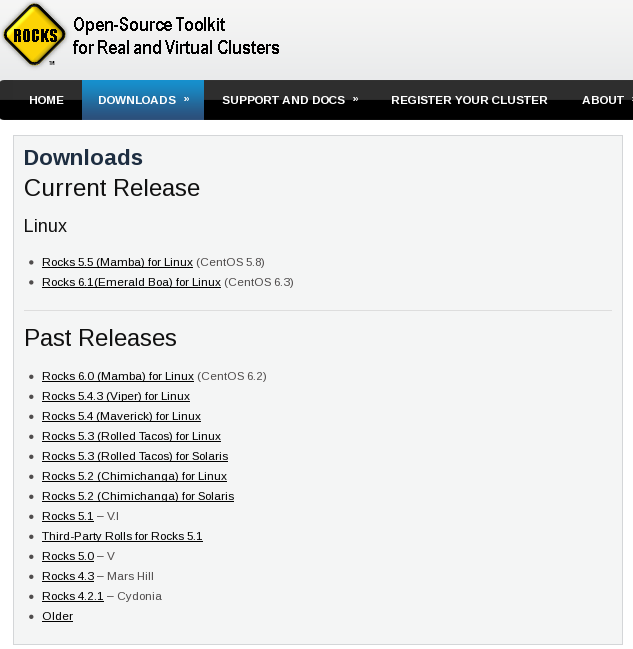 ROCKS
TM
Open-Source Toolkit
for Real and Virtual Clusters
HOME DOWNLOADS » SUPPORT AND DOCS » REGISTER YOUR CLUSTER ABOUT
Downloads
Current Release
Linux
Rocks 5.5 (Mamba) for Linux (CentOS 5.8)
Rocks 6.1(Emerald Boa) for Linux (CentOS 6.3)
Past Releases
Rocks 6.0 (Mamba) for Linux (CentOS 6.2)
Rocks 5.4.3 (Viper) for Linux
Rocks 5.4 (Maverick) for Linux
Rocks 5.3 (Rolled Tacos) for Linux
Rocks 5.3 (Rolled Tacos) for Solaris
Rocks 5.2 (Chimichanga) for Linux
Rocks 5.2 (Chimichanga) for Solaris
Rocks 5.1 – V.I
Third-Party Rolls for Rocks 5.1
Rocks 5.0 – V
Rocks 4.3 – Mars Hill
Rocks 4.2.1 – Cydonia
Older